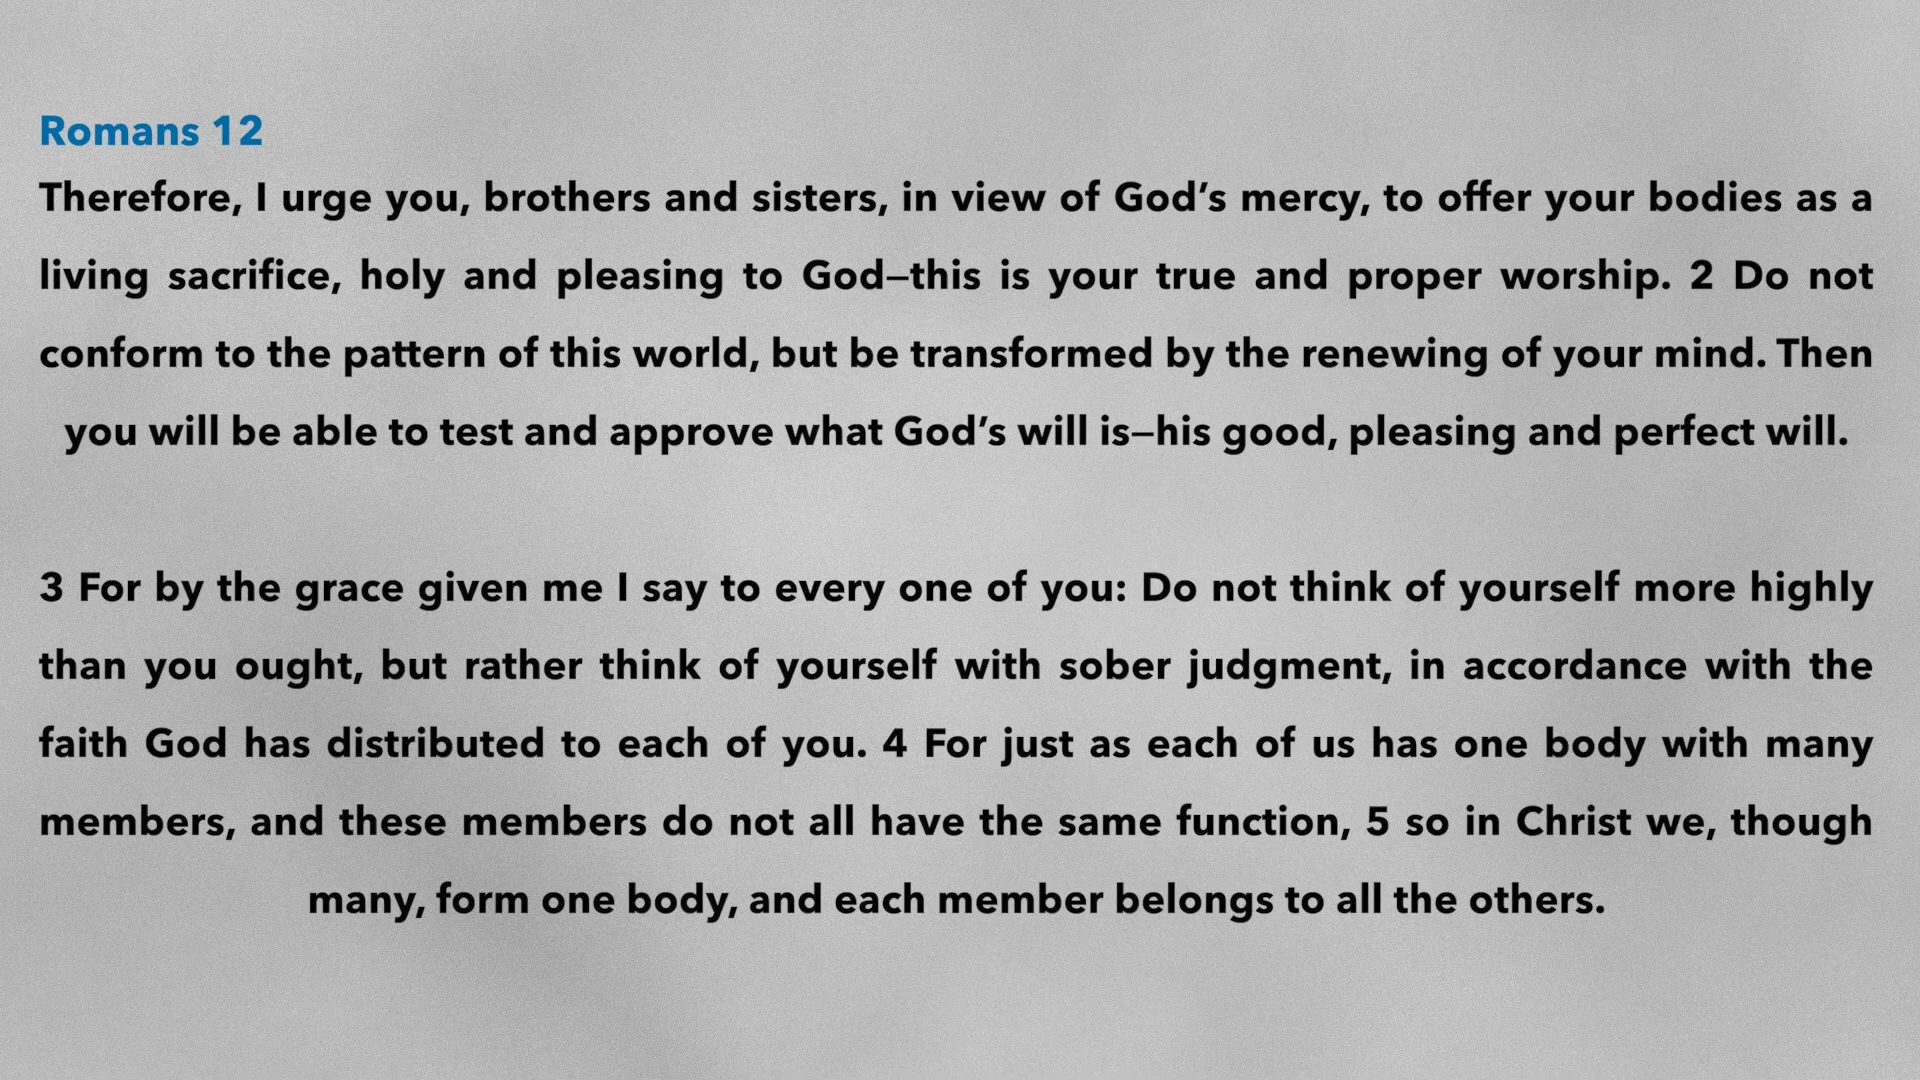 Romans 12
Therefore, I urge you, brothers and sisters, in view of God’s mercy, to offer your bodies as a
living sacrifice, holy and pleasing to God—this is your true and proper worship. 2 Do not
conform to the pattern of this world, but be transformed by the renewing of your mind. Then
you will be able to test and approve what God’s will is—his good, pleasing and perfect will.
3 For by the grace given me I say to every one of you: Do not think of yourself more highly
than you ought, but rather think of yourself with sober judgment, in accordance with the
faith God has distributed to each of you. 4 For just as each of us has one body with many
members, and these members do not all have the same function, 5 so in Christ we, though
many, form one body, and each member belongs to all the others.